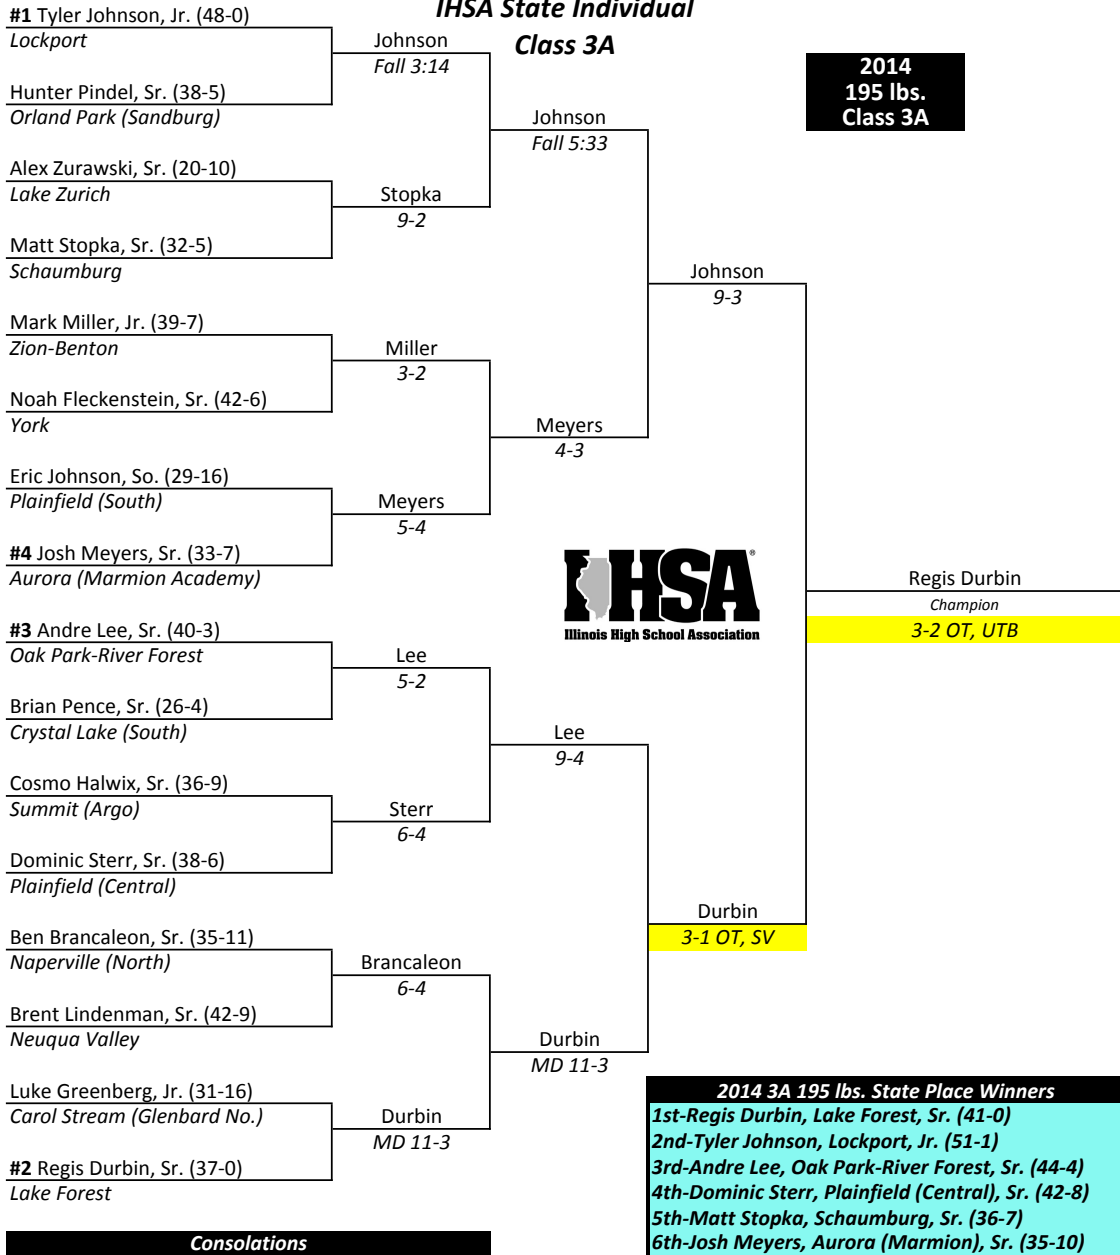 IHSA State Individual
Class 3A
2014
195 lbs.
Class 3A
#1 Tyler Johnson, Jr. (48-0)
Lockport
Hunter Pindel, Sr. (38-5)
Orland Park (Sandburg)
Alex Zurawski, Sr. (20-10)
Lake Zurich
Matt Stopka, Sr. (32-5)
Schaumburg
Mark Miller, Jr. (39-7)
Zion-Benton
Noah Fleckenstein, Sr. (42-6)
York
Eric Johnson, So. (29-16)
Plainfield (South)
#4 Josh Meyers, Sr. (33-7)
Aurora (Marmion Academy)
#3 Andre Lee, Sr. (40-3)
Oak Park-River Forest
Brian Pence, Sr. (26-4)
Crystal Lake (South)
Cosmo Halwix, Sr. (36-9)
Summit (Argo)
Dominic Sterr, Sr. (38-6)
Plainfield (Central)
Ben Brancaleon, Sr. (35-11)
Naperville (North)
Brent Lindenman, Sr. (42-9)
Neuqua Valley
Luke Greenberg, Jr. (31-16)
Carol Stream (Glenbard No.)
#2 Regis Durbin, Sr. (37-0)
Lake Forest
Johnson
Fall 3:14
Stopka
9-2
Miller
3-2
Meyers
5-4
Lee
5-2
Sterr
6-4
Brancaleon
6-4
Durbin
MD 11-3
Johnson
Fall 5:33
Meyers
4-3
Lee
9-4
Durbin
MD 11-3
Johnson
9-3
Durbin
3-1 OT, SV
IHSA®
Illinois High School Association
Regis Durbin
Champion
3-2 OT, UTB
2014 3A 195 lbs. State Place Winners
1st-Regis Durbin, Lake Forest, Sr. (41-0)
2nd-Tyler Johnson, Lockport, Jr. (51-1)
3rd-Andre Lee, Oak Park-River Forest, Sr. (44-4)
4th-Dominic Sterr, Plainfield (Central), Sr. (42-8)
5th-Matt Stopka, Schaumburg, Sr. (36-7)
6th-Josh Meyers, Aurora (Marmion), Sr. (35-10)
Consolations